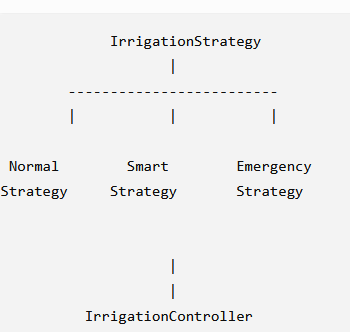 IrrigationStrategy
|
-------------------------
| | |
Normal Smart Emergency
Strategy Strategy Strategy
|
|
IrrigationController